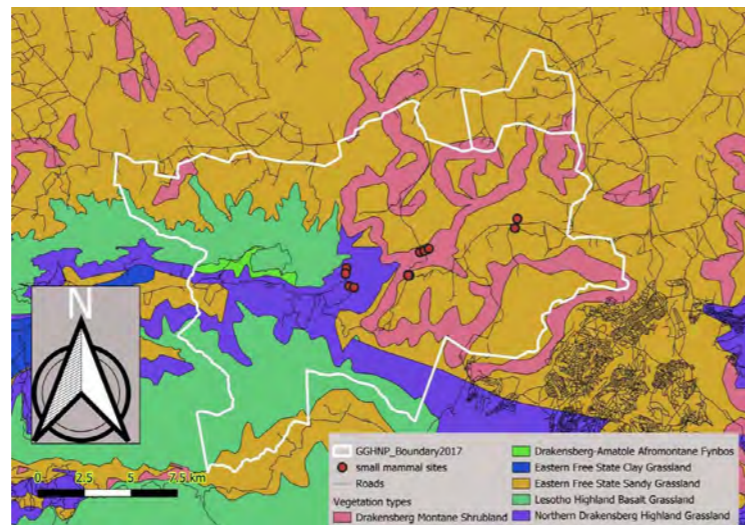 N
0 2.5 5 7.5 km
GGHNP_Boundary2017
small mammal sites
Roads
Vegetation types
Drakensberg Montane Shrubland
Drakensberg-Amatole Afromontane Fynbos
Eastern Free State Clay Grassland
Eastern Free State Sandy Grassland
Lesotho Highland Basalt Grassland
Northern Drakensberg Highland Grassland